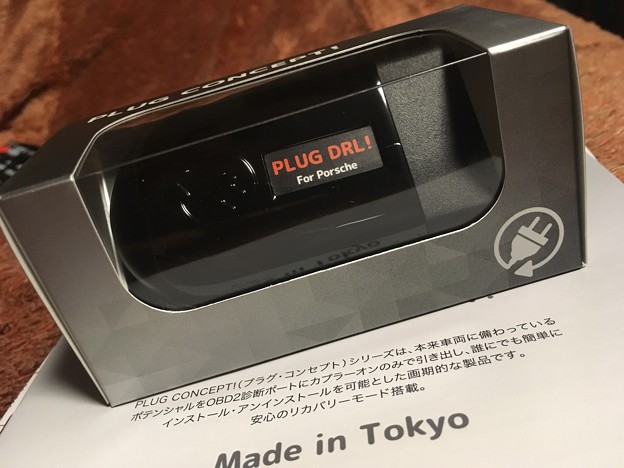 PLUG CONCEPT!
PLUG DRL!
For Porsche
in Tokyo
PLUG CONCEPT!(プラグ・コンセプト)シリーズは、本来車両に備わっている
ポテンシャルをOBD2診断ポートにカプラーオンのみで引き出し、誰にでも簡単に
インストール・アンインストールを可能とした画期的な製品です。
安心のリカバリーモード搭載。
Made in Tokyo